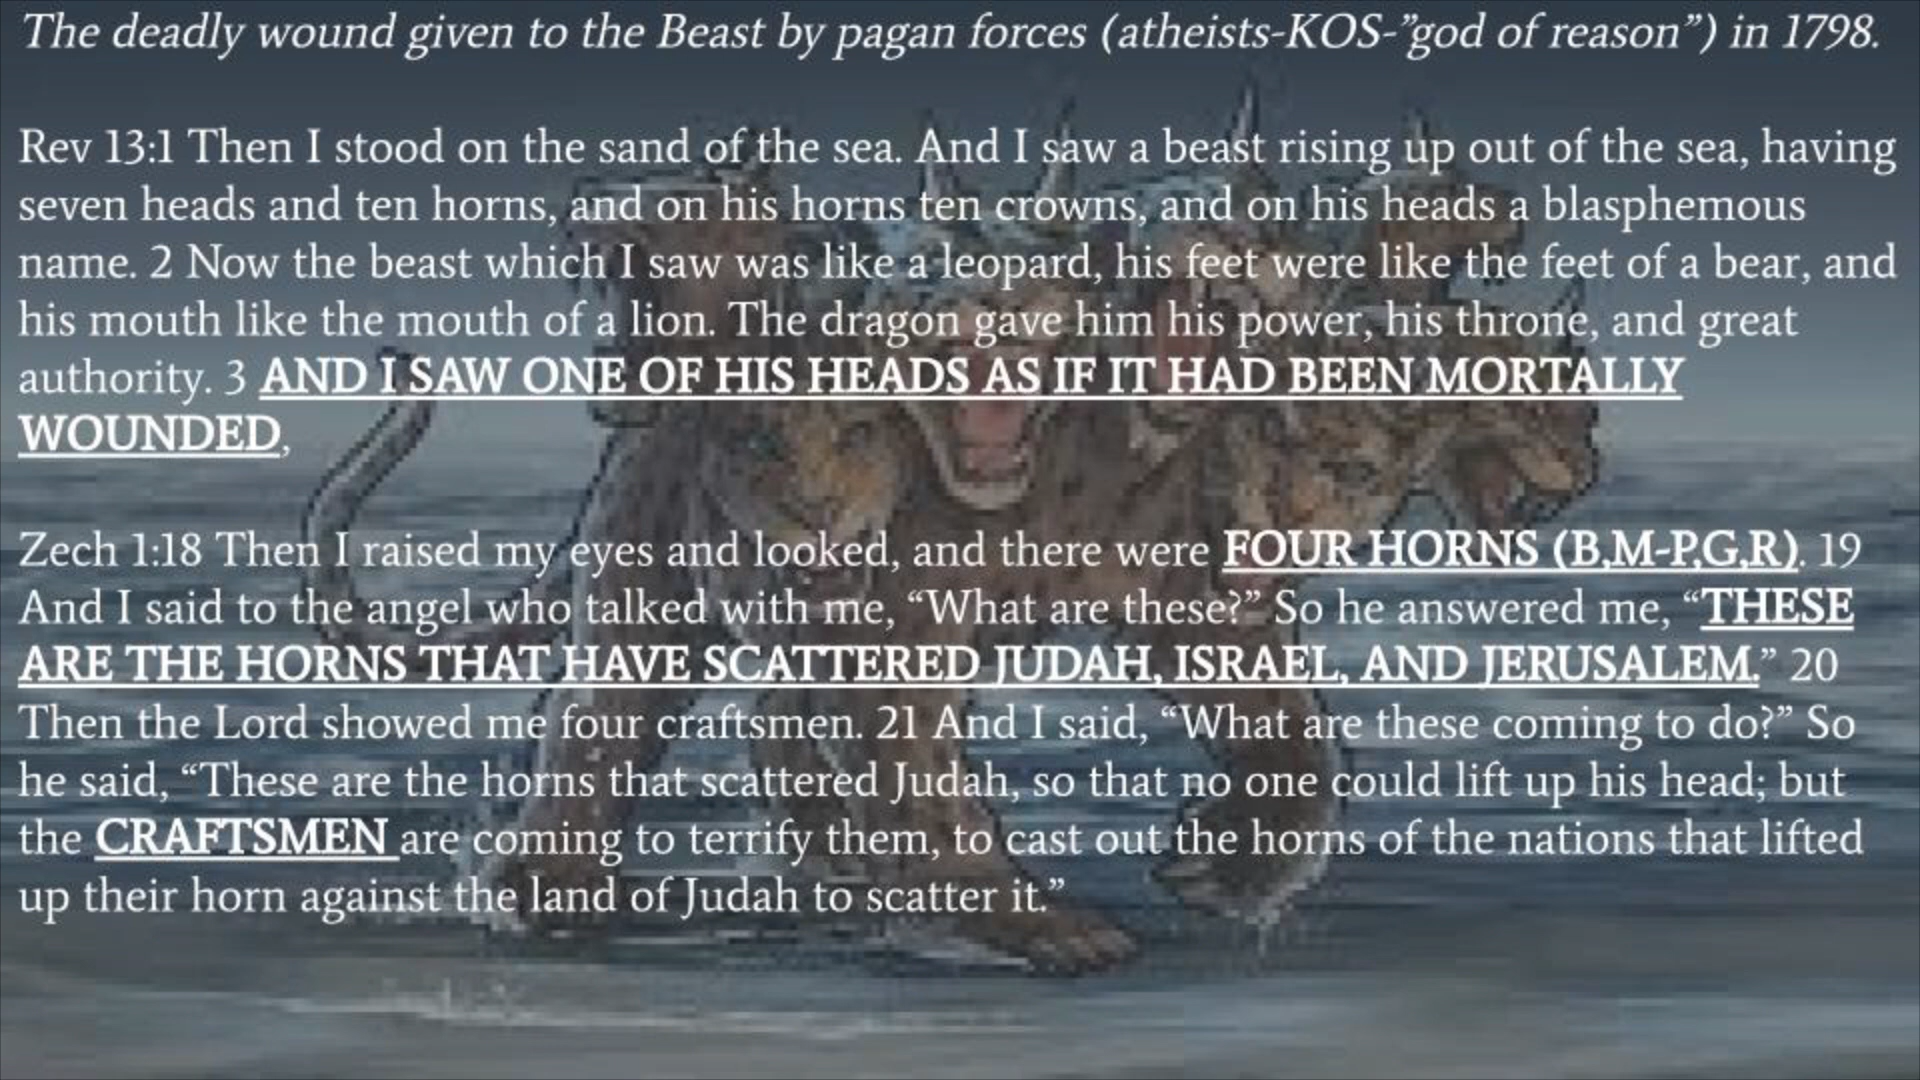 The deadly wound given to the Beast by pagan forces (atheists-KOS-”god of reason”) in 1798.
Rev 13:1 Then I stood on the sand of the sea. And I saw a beast rising up out of the sea, having
seven heads and ten horns, and on his horns ten crowns, and on his heads a blasphemous
name. 2 Now the beast which I saw was like a leopard, his feet were like the feet of a bear, and
his mouth like the mouth of a lion. The dragon gave him his power, his throne, and great
authority. 3 AND I SAW ONE OF HIS HEADS AS IF IT HAD BEEN MORTALLY
WOUNDED,
Zech 1:18 Then I raised my eyes and looked, and there were FOUR HORNS (B,M-P,G,R). 19
And I said to the angel who talked with me, “What are these?” So he answered me, “THESE
ARE THE HORNS THAT HAVE SCATTERED JUDAH, ISRAEL, AND JERUSALEM.” 20
Then the Lord showed me four craftsmen. 21 And I said, “What are these coming to do?” So
he said, “These are the horns that scattered Judah, so that no one could lift up his head; but
the CRAFTSMEN are coming to terrify them, to cast out the horns of the nations that lifted
up their horn against the land of Judah to scatter it.”